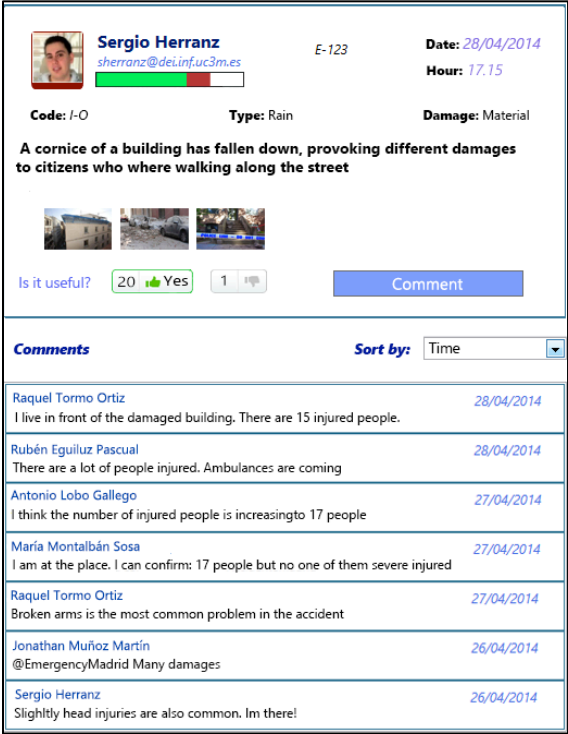 Sergio Herranz
sherranz@dei.inf.uc3m.es
E-123
Date: 28/04/2014
Hour: 17.15
Code: I-O
Type: Rain
Damage: Material
A cornice of a building has fallen down, provoking different damages
to citizens who where walking along the street
Is it useful?
20 Yes
1
Comment
Comments
Sort by: Time
Raquel Tormo Ortiz
28/04/2014
I live in front of the damaged building. There are 15 injured people.
Rubén Eguiluz Pascual
28/04/2014
There are a lot of people injured. Ambulances are coming
Antonio Lobo Gallego
27/04/2014
I think the number of injured people is increasingto 17 people
María Montalbán Sosa
27/04/2014
I am at the place. I can confirm: 17 people but no one of them severe injured
Raquel Tormo Ortiz
27/04/2014
Broken arms is the most common problem in the accident
Jonathan Muñoz Martín
26/04/2014
@EmergencyMadrid Many damages
Sergio Herranz
26/04/2014
Slighltly head injuries are also common. Im there!